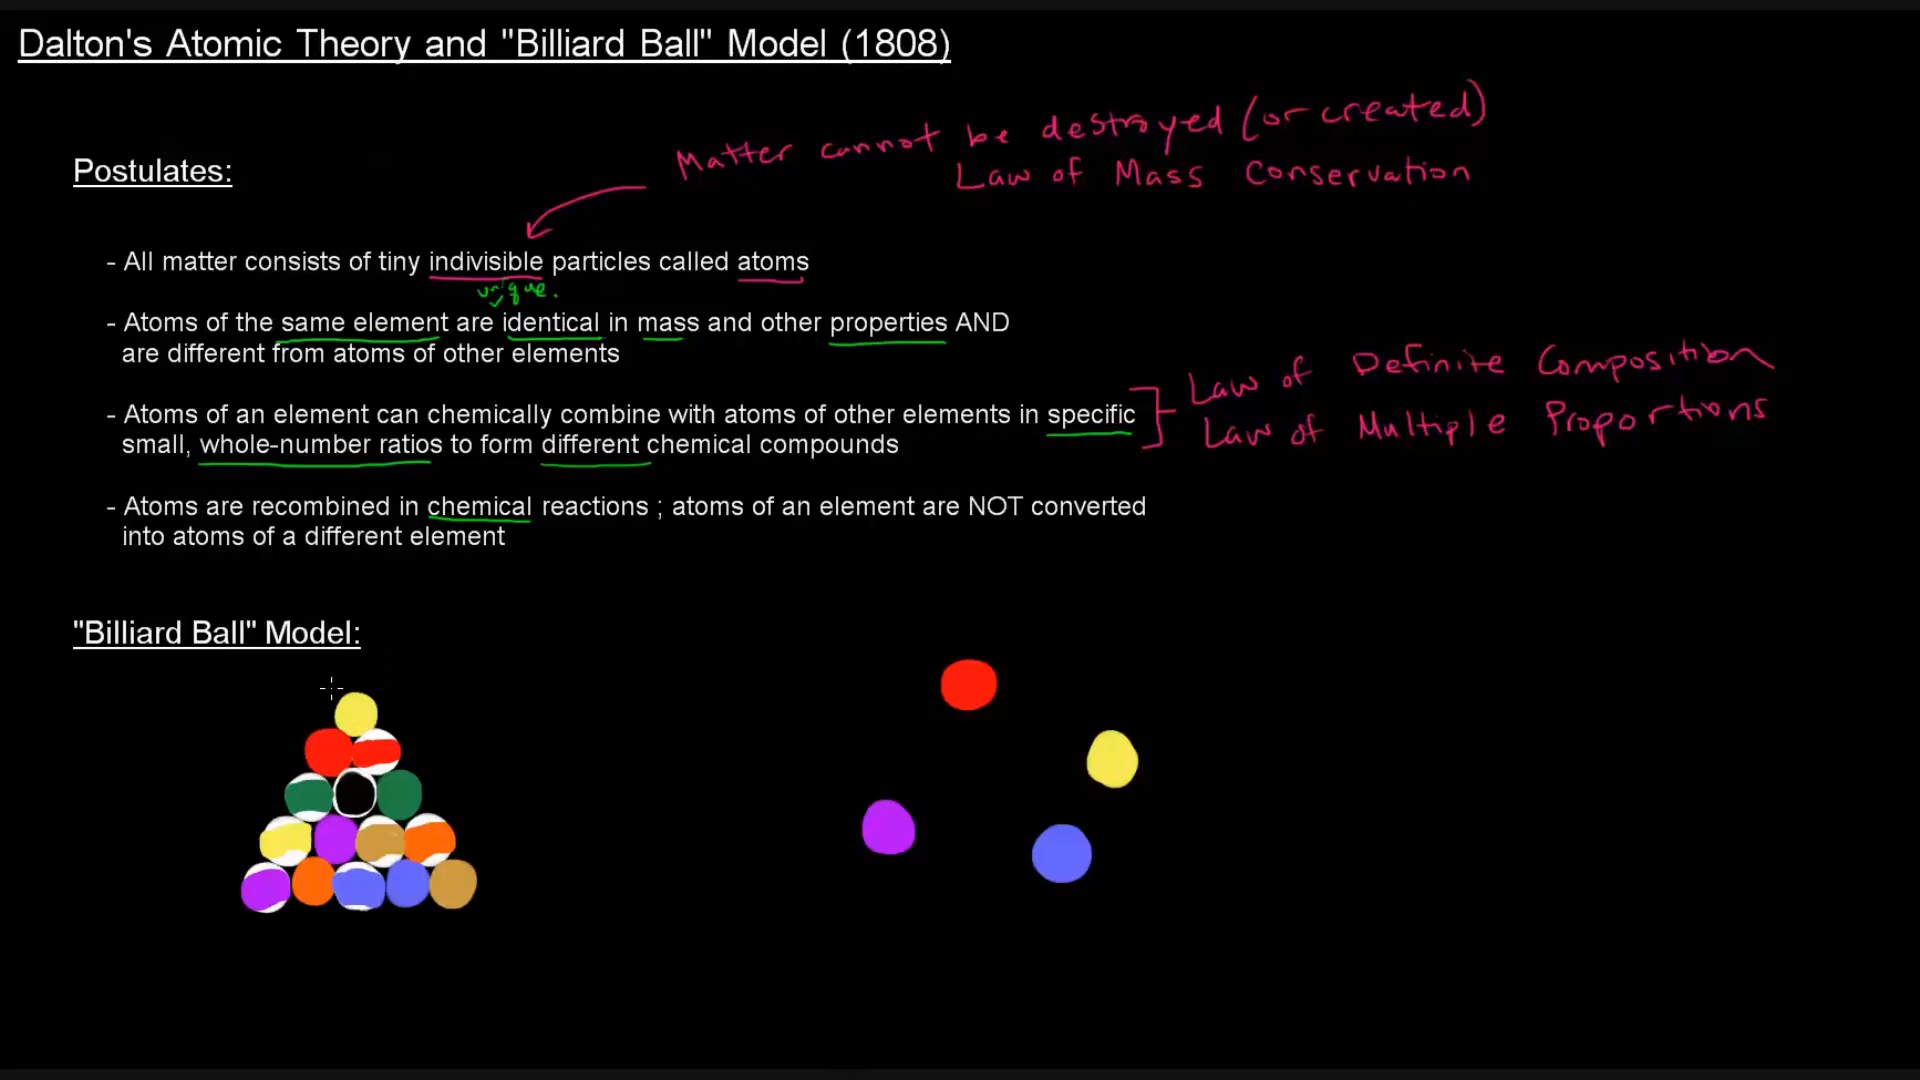 Dalton's Atomic Theory and "Billiard Ball" Model (1808)
Matter cannot be destroyed (or created)
Law of Mass Conservation
Postulates:
- All matter consists of tiny indivisible particles called atoms
unique.
- Atoms of the same element are identical in mass and other properties AND
are different from atoms of other elements
- Atoms of an element can chemically combine with atoms of other elements in specific
small, whole-number ratios to form different chemical compounds
Law of Definite Composition
Law of Multiple Proportions
- Atoms are recombined in chemical reactions ; atoms of an element are NOT converted
into atoms of a different element
"Billiard Ball" Model: